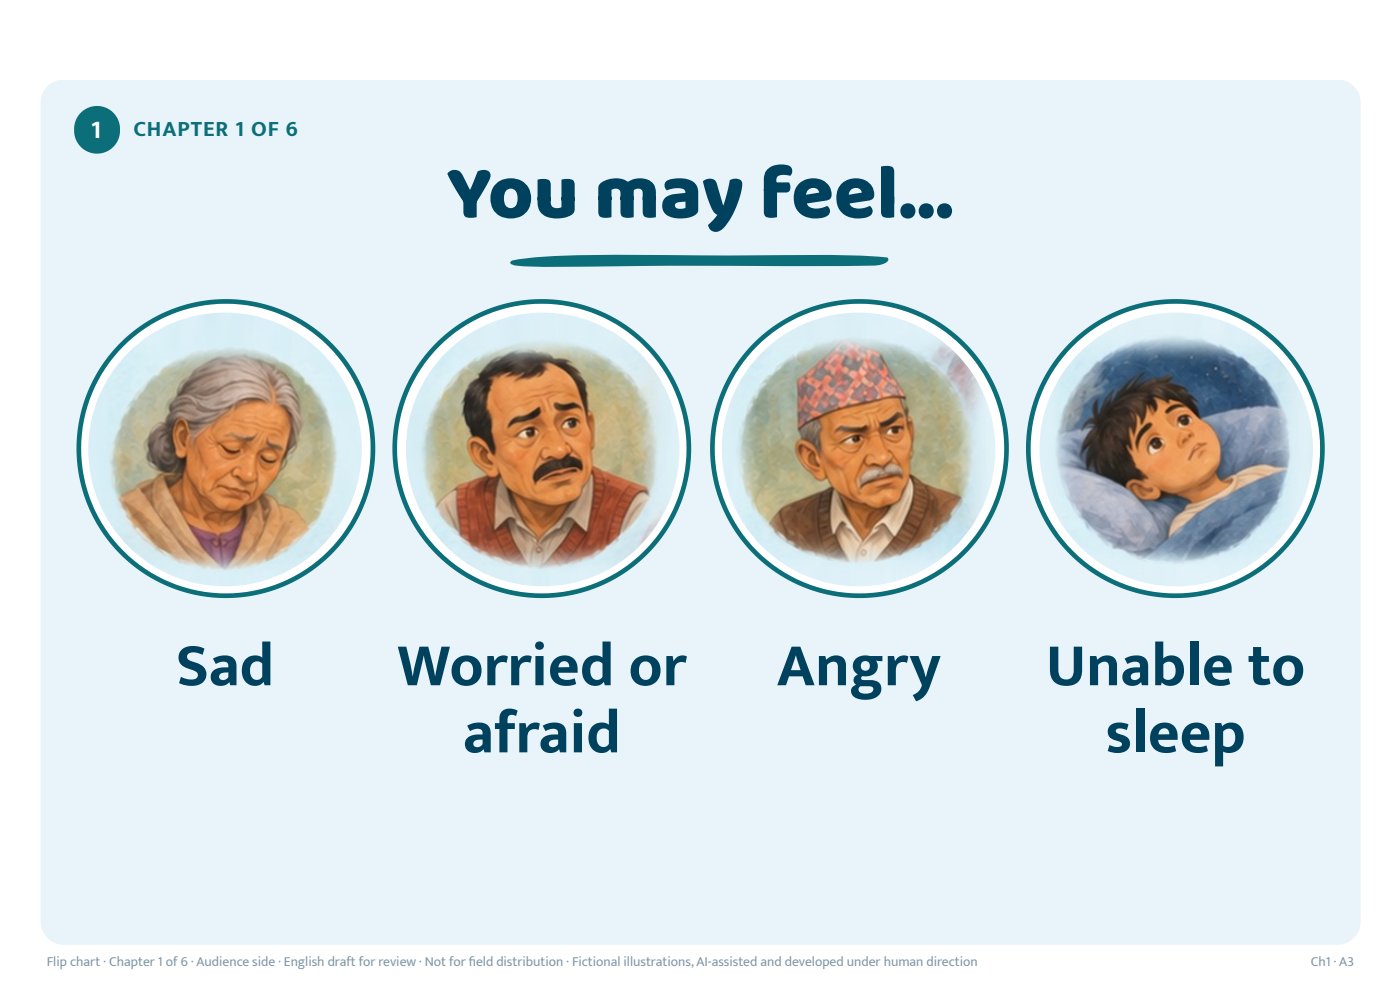 1 CHAPTER 1 OF 6
You may feel...
Sad
Worried or
afraid
Angry
Unable to
sleep
Flip chart · Chapter 1 of 6 · Audience side · English draft for review · Not for field distribution · Fictional illustrations, AI-assisted and developed under human direction
Ch1 · A3